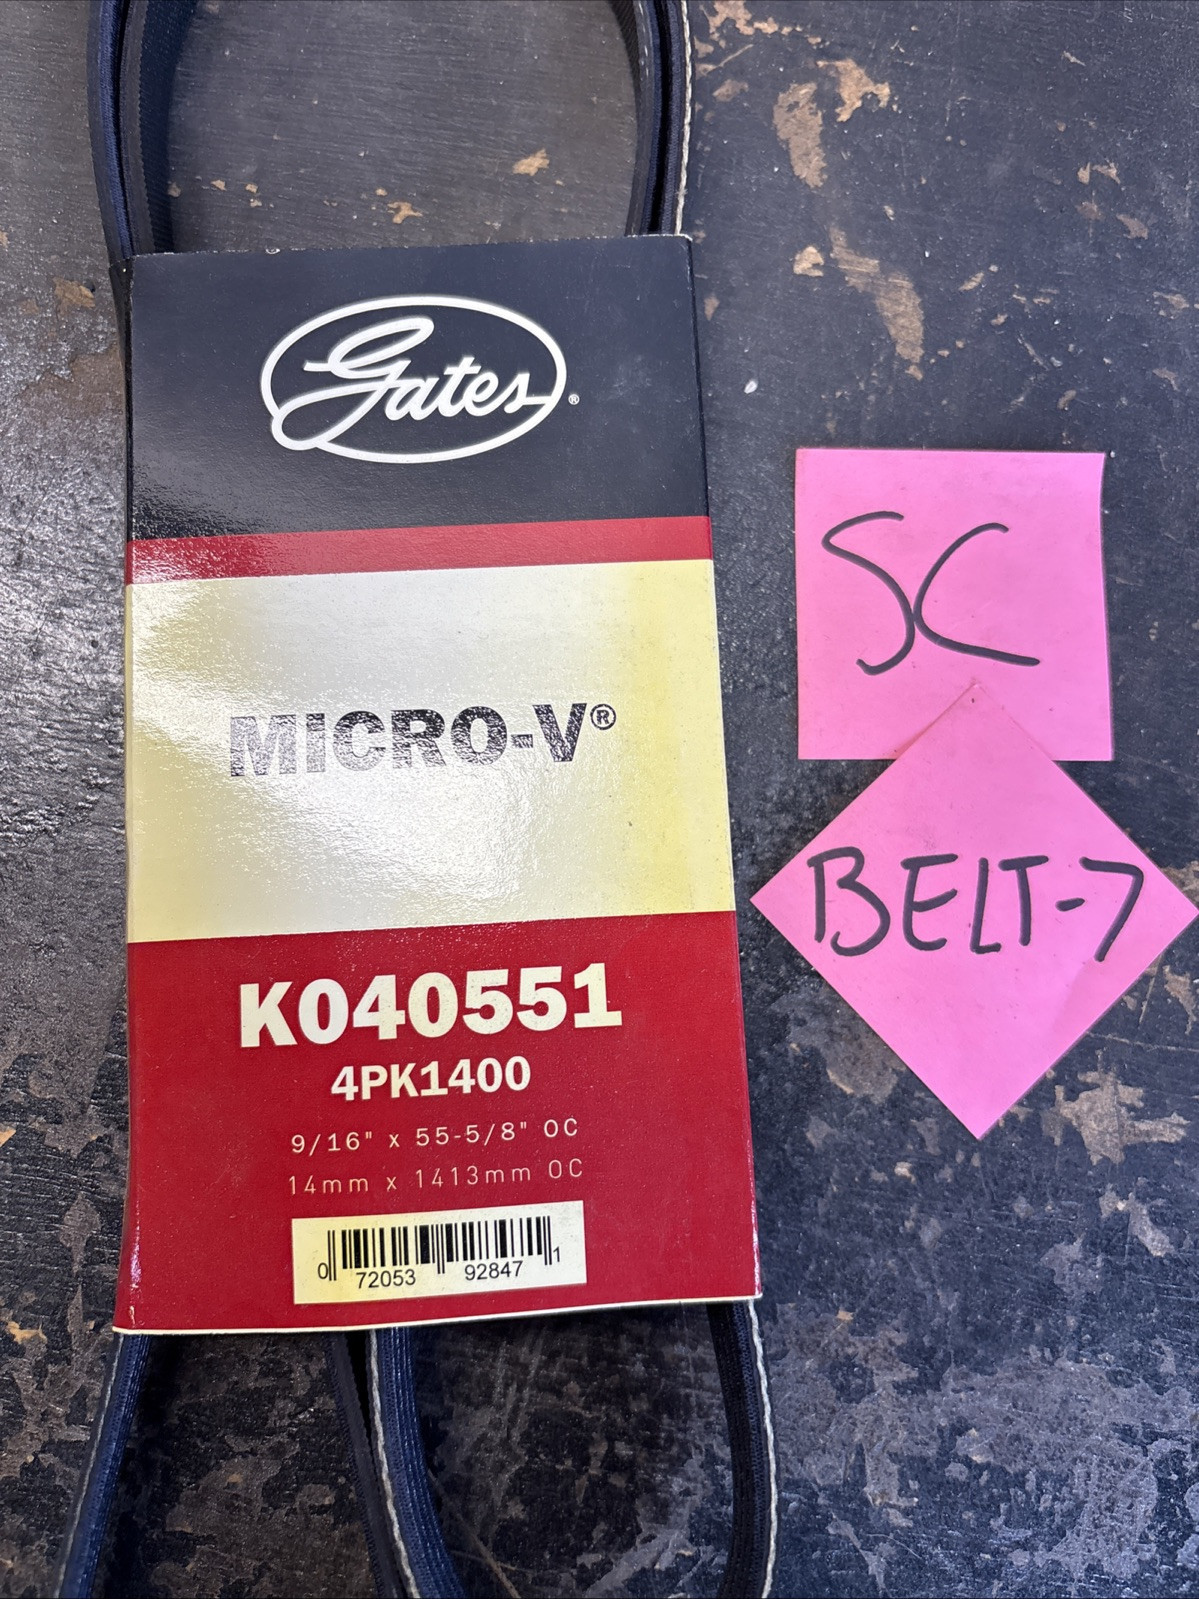 Gates®
MICRO-V®
K040551
4PK1400
9/16" x 55-5/8" OC
14mm x 1413mm OC
0 72053 92847 1
SC
BELT-7